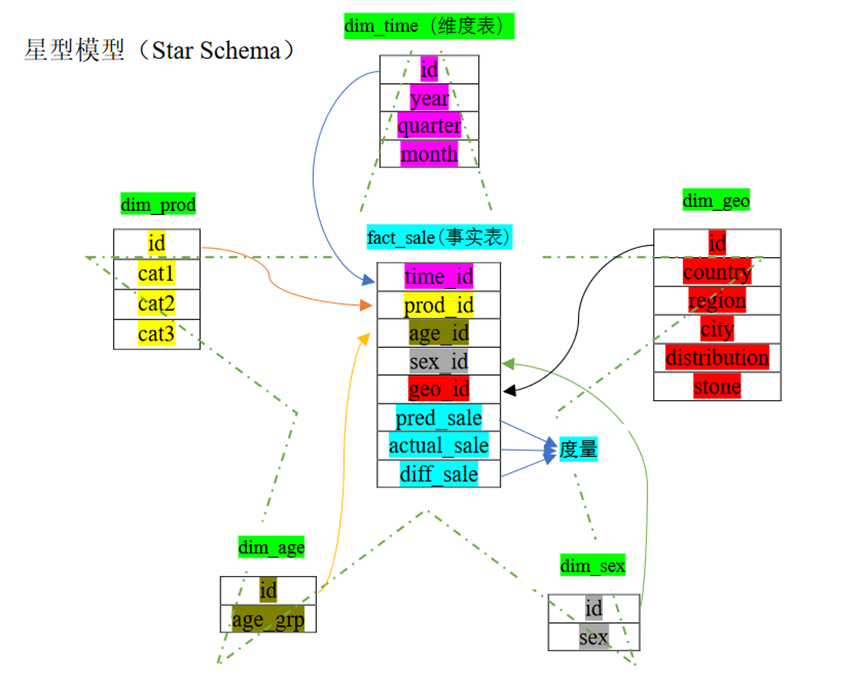 星型模型（Star Schema）
dim_time (维度表)
id
year
quarter
month
dim_prod
id
cat1
cat2
cat3
fact_sale(事实表)
time_id
prod_id
age_id
sex_id
geo_id
pred_sale
actual_sale
diff_sale
度量
dim_geo
id
country
region
city
distribution
stone
dim_age
id
age_grp
dim_sex
id
sex